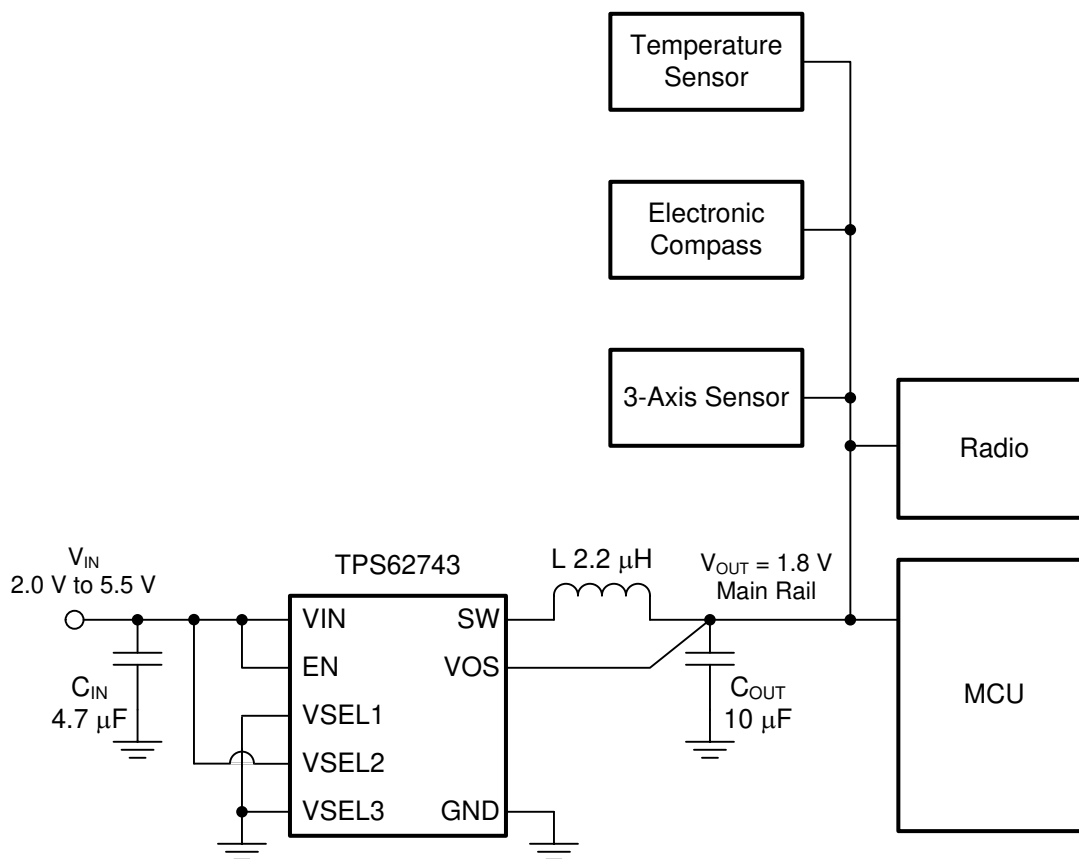 Temperature
Sensor
Electronic
Compass
3-Axis Sensor
Radio
V_IN
2.0 V to 5.5 V
TPS62743
L 2.2 μH
V_OUT = 1.8 V
Main Rail
VIN
SW
EN
VOS
C_IN
4.7 μF
VSEL1
C_OUT
10 μF
MCU
VSEL2
VSEL3
GND